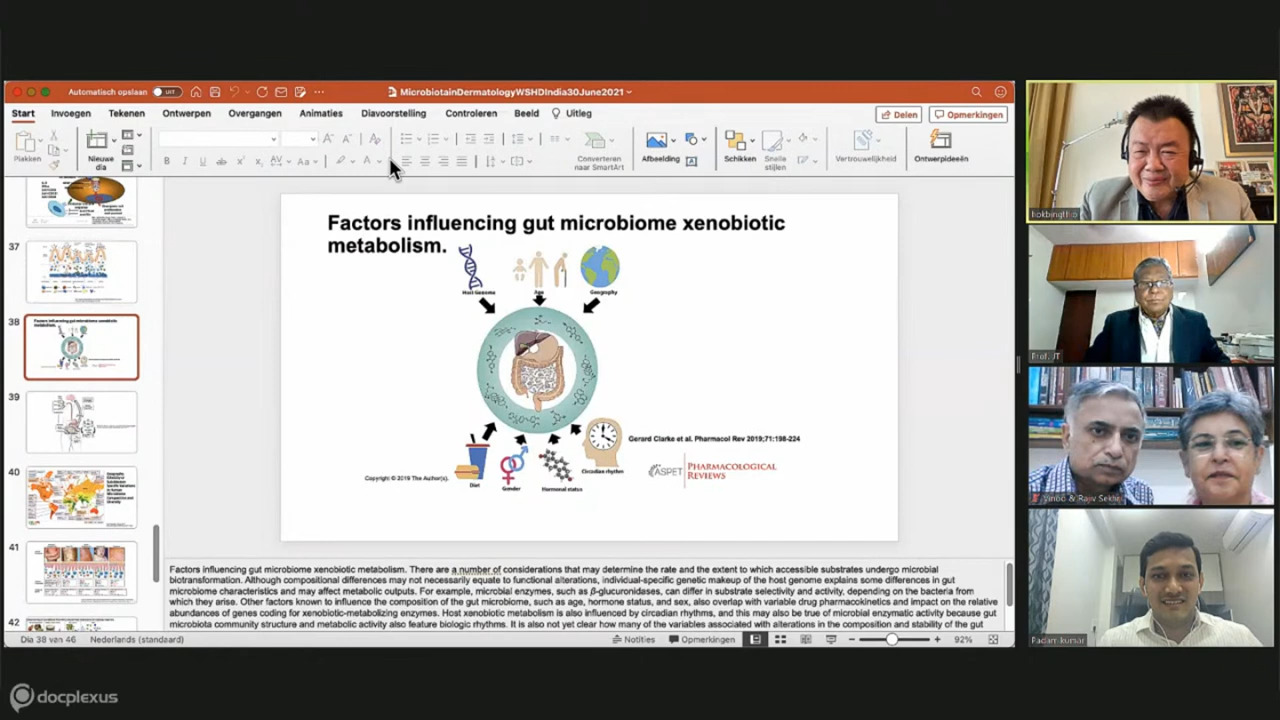 Automatisch opslaan
UIT
MicrobiotainDermatologyWSHDIndia30June2021
Start
Invoegen
Tekenen
Ontwerpen
Overgangen
Animaties
Diavoorstelling
Controleren
Beeld
Uitleg
Delen
Opmerkingen
Plakken
Nieuwe dia
Converteren naar SmartArt
Afbeelding
Schikken
Snelle stijlen
Vertrouwelijkheid
Ontwerpideeën
37
38
39
40
41
42
Factors influencing gut microbiome xenobiotic
metabolism.
Host Genome
Age
Geography
Diet
Gender
Hormonal status
Circadian rhythm
Gerard Clarke et al. Pharmacol Rev 2019;71:198-224
Copyright © 2019 The Author(s).
ASPET
PHARMACOLOGICAL
REVIEWS
Factors influencing gut microbiome xenobiotic metabolism. There are a number of considerations that may determine the rate and the extent to which accessible substrates undergo microbial
biotransformation. Although compositional differences may not necessarily equate to functional alterations, individual-specific genetic makeup of the host genome explains some differences in gut
microbiome characteristics and may affect metabolic outputs. For example, microbial enzymes, such as β-glucuronidases, can differ in substrate selectivity and activity, depending on the bacteria from
which they arise. Other factors known to influence the composition of the gut microbiome, such as age, hormone status, and sex, also overlap with variable drug pharmacokinetics and impact on the relative
abundances of genes coding for xenobiotic-metabolizing enzymes. Host xenobiotic metabolism is also influenced by circadian rhythms, and this may also be true of microbial enzymatic activity because gut
microbiota community structure and metabolic activity also feature biologic rhythms. It is also not yet clear how many of the variables associated with alterations in the composition and stability of the gut
Dia 38 van 46
Nederlands (standaard)
Notities
Opmerkingen
92%
hokbingthio
Prof. JT
Vinod & Rajiv Sekhri
Padam kumar
docplexus